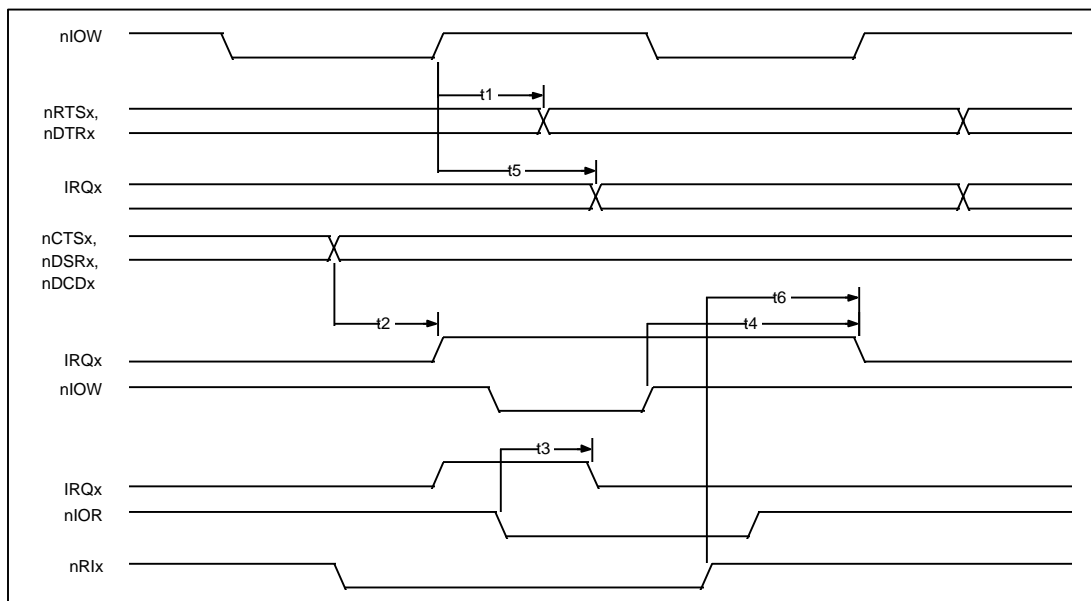 nIOW
t1
nRTSx,
nDTRx
t5
IRQx
nCTSx,
nDSRx,
nDCDx
t6
t2
t4
IRQx
nIOW
t3
IRQx
nIOR
nRIx